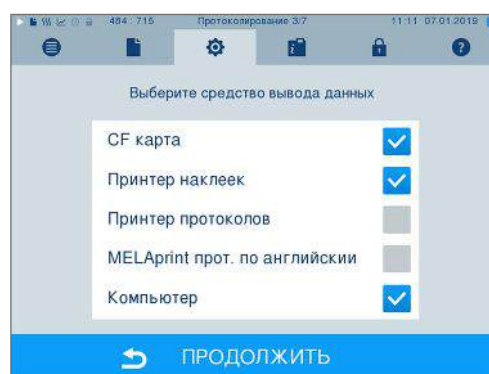 484 : 715 Протоколирование 3/7 11:11 07.01.2019
Выберите средство вывода данных
CF карта
Принтер наклеек
Принтер протоколов
MELAprint прот. по английскии
Компьютер
ПРОДОЛЖИТЬ